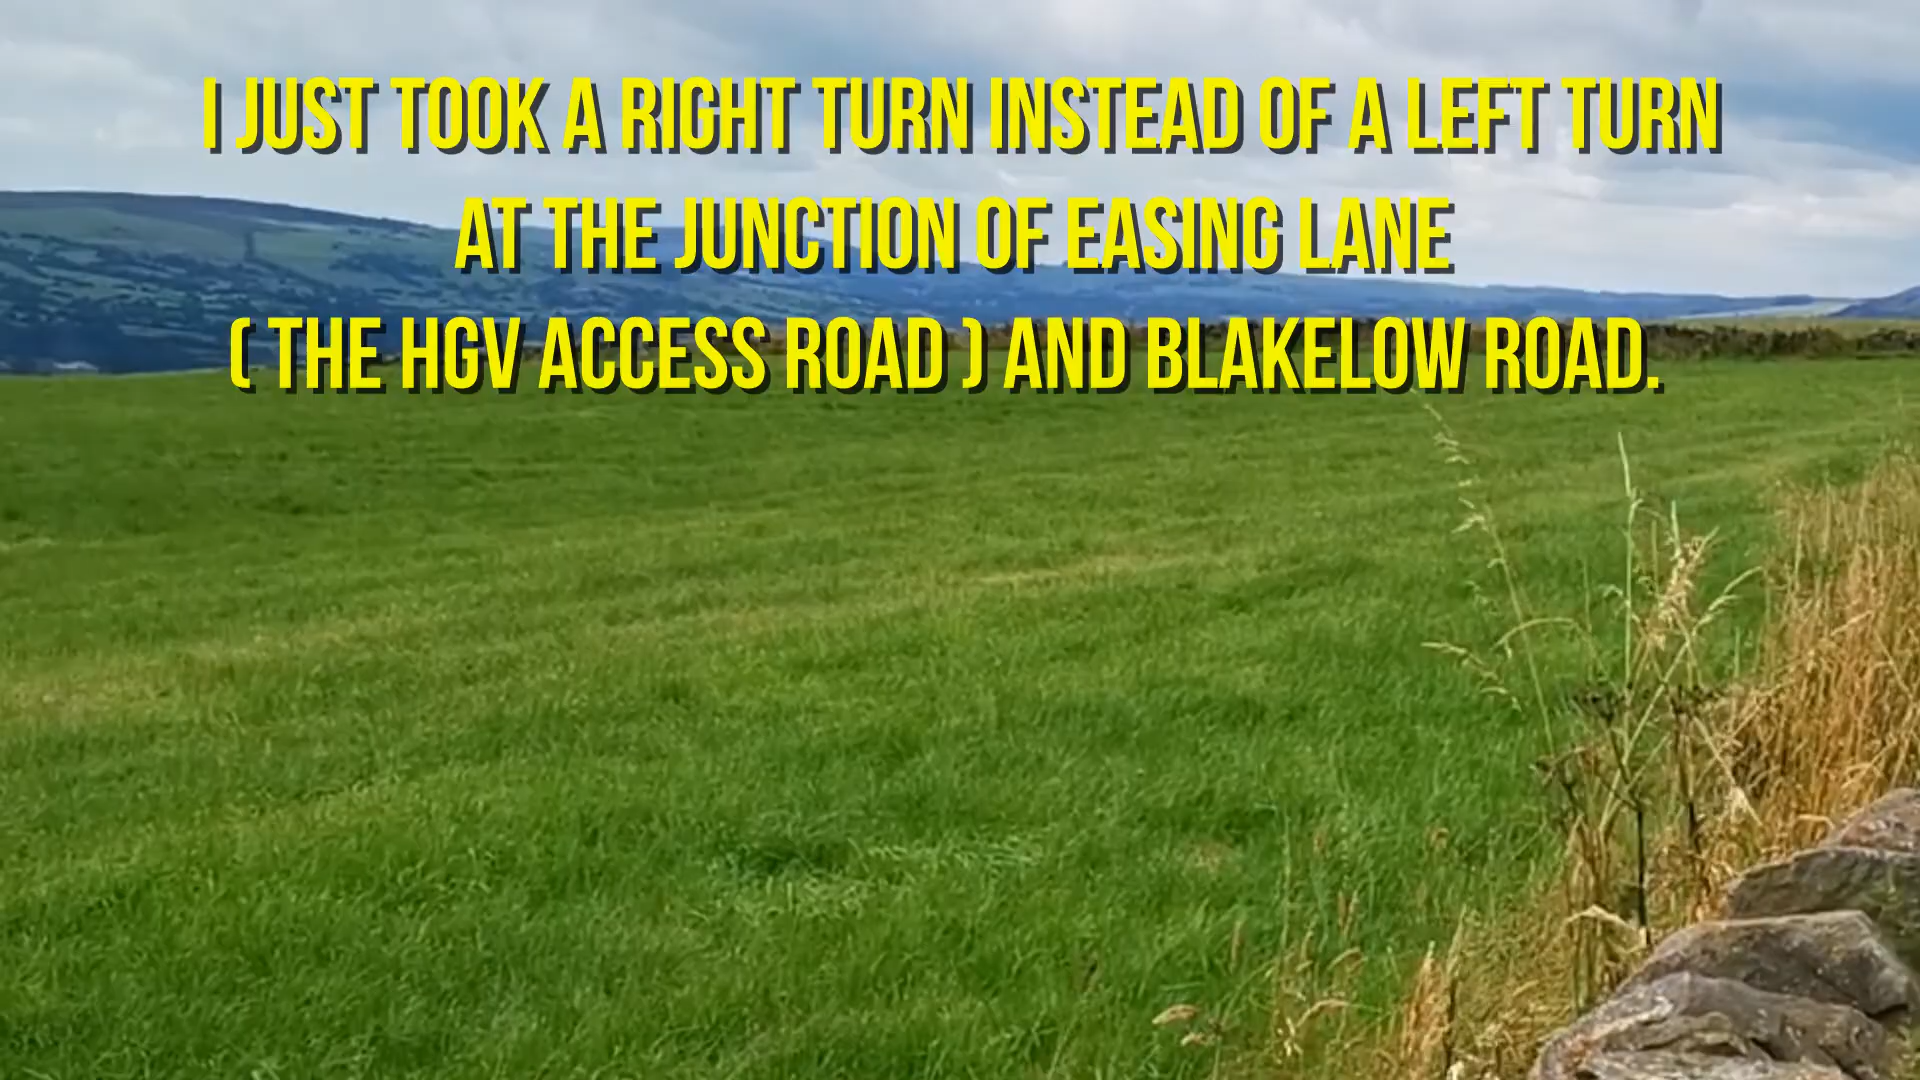 I JUST TOOK A RIGHT TURN INSTEAD OF A LEFT TURN
AT THE JUNCTION OF EASING LANE
( THE HGV ACCESS ROAD ) AND BLAKELOW ROAD.